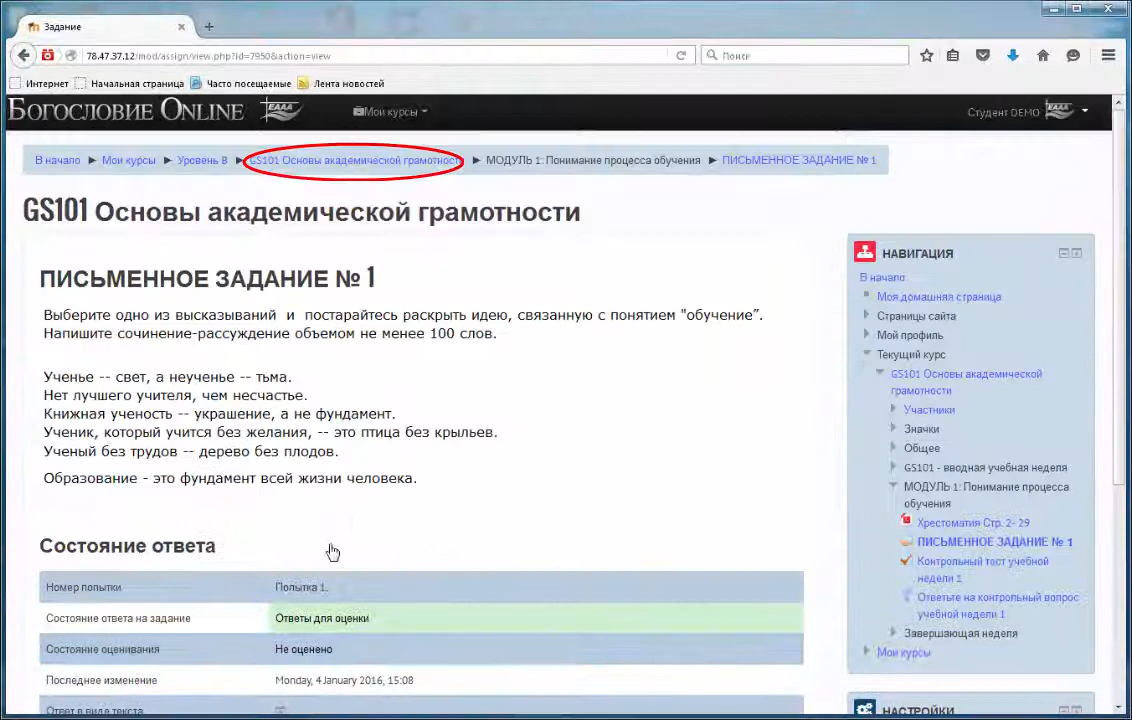 Задание
78.47.37.12/mod/assign/view.php?id=7950&action=view
Поиск
Интернет Начальная страница Часто посещаемые Лента новостей
БОГОСЛОВИЕ ONLINE ЕААА Мои курсы Студент DEMO ЕААА
В начало ► Мои курсы ► Уровень В ► GS101 Основы академической грамотности ► МОДУЛЬ 1: Понимание процесса обучения ► ПИСЬМЕННОЕ ЗАДАНИЕ № 1
GS101 Основы академической грамотности
ПИСЬМЕННОЕ ЗАДАНИЕ № 1
Выберите одно из высказываний и постарайтесь раскрыть идею, связанную с понятием "обучение".
Напишите сочинение-рассуждение объемом не менее 100 слов.
Ученье -- свет, а неученье -- тьма.
Нет лучшего учителя, чем несчастье.
Книжная ученость -- украшение, а не фундамент.
Ученик, который учится без желания, -- это птица без крыльев.
Ученый без трудов -- дерево без плодов.
Образование - это фундамент всей жизни человека.
Состояние ответа
Номер попытки Попытка 1.
Состояние ответа на задание Ответы для оценки
Состояние оценивания Не оценено
Последнее изменение Monday, 4 January 2016, 15:08
Ответ в виде текста
НАВИГАЦИЯ
В начало
Моя домашняя страница
Страницы сайта
Мой профиль
Текущий курс
GS101 Основы академической
грамотности
Участники
Значки
Общее
GS101 - вводная учебная неделя
МОДУЛЬ 1: Понимание процесса
обучения
Хрестоматия Стр. 2- 29
ПИСЬМЕННОЕ ЗАДАНИЕ № 1
Контрольный тест учебной
недели 1
Ответьте на контрольный вопрос
учебной недели 1
Завершающая неделя
Мои курсы
НАСТРОЙКИ